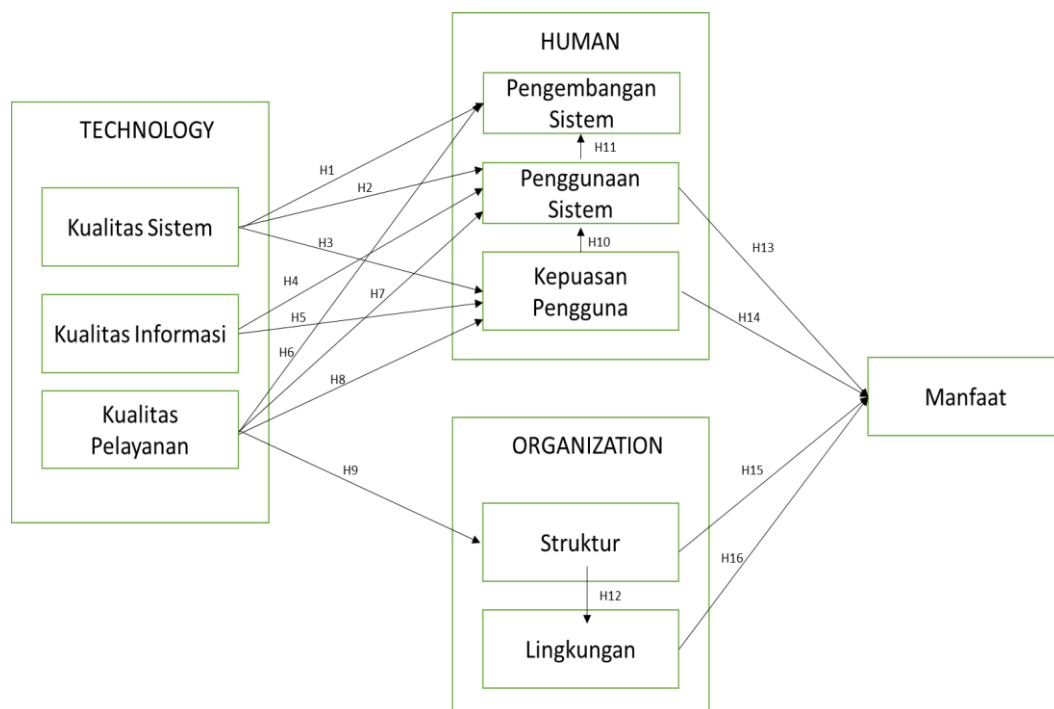 TECHNOLOGY
Kualitas Sistem
Kualitas Informasi
Kualitas
Pelayanan
H1
H2
H3
H4
H5
H6
H7
H8
H9
HUMAN
Pengembangan
Sistem
H11
Penggunaan
Sistem
H10
Kepuasan
Pengguna
ORGANIZATION
Struktur
H12
Lingkungan
H13
H14
H15
H16
Manfaat